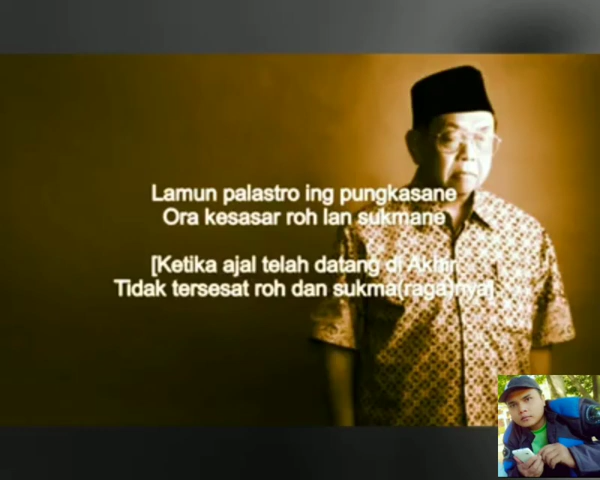 Lamun palastro ing pungkasane
Ora kesasar roh lan sukmane
[Ketika ajal telah datang di Akhir
Tidak tersesat roh dan sukma(raga)nya]